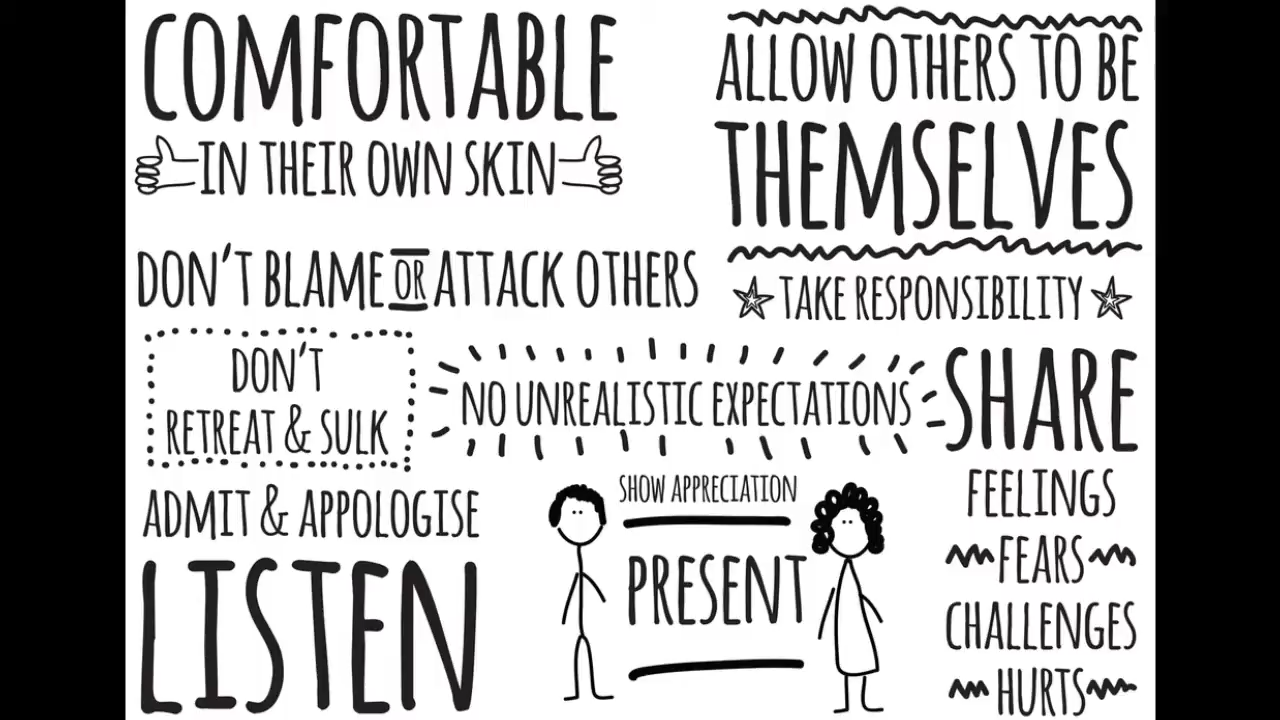 COMFORTABLE
IN THEIR OWN SKIN
ALLOW OTHERS TO BE
THEMSELVES
DON'T BLAME OR ATTACK OTHERS
TAKE RESPONSIBILITY
DON'T
RETREAT & SULK
NO UNREALISTIC EXPECTATIONS
SHARE
FEELINGS
FEARS
CHALLENGES
HURTS
ADMIT & APPOLOGISE
LISTEN
SHOW APPRECIATION
PRESENT